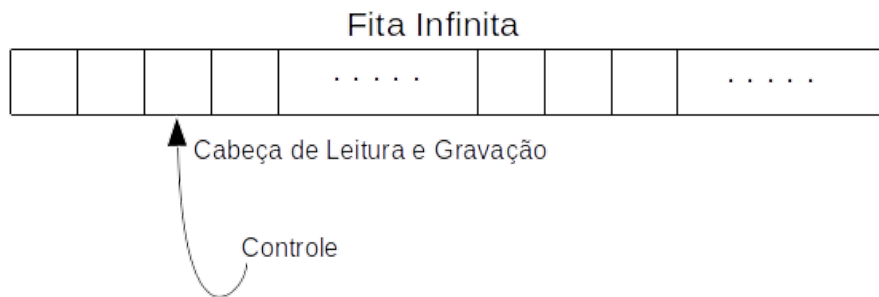 Fita Infinita
. . . . .
. . . . .
Cabeça de Leitura e Gravação
Controle